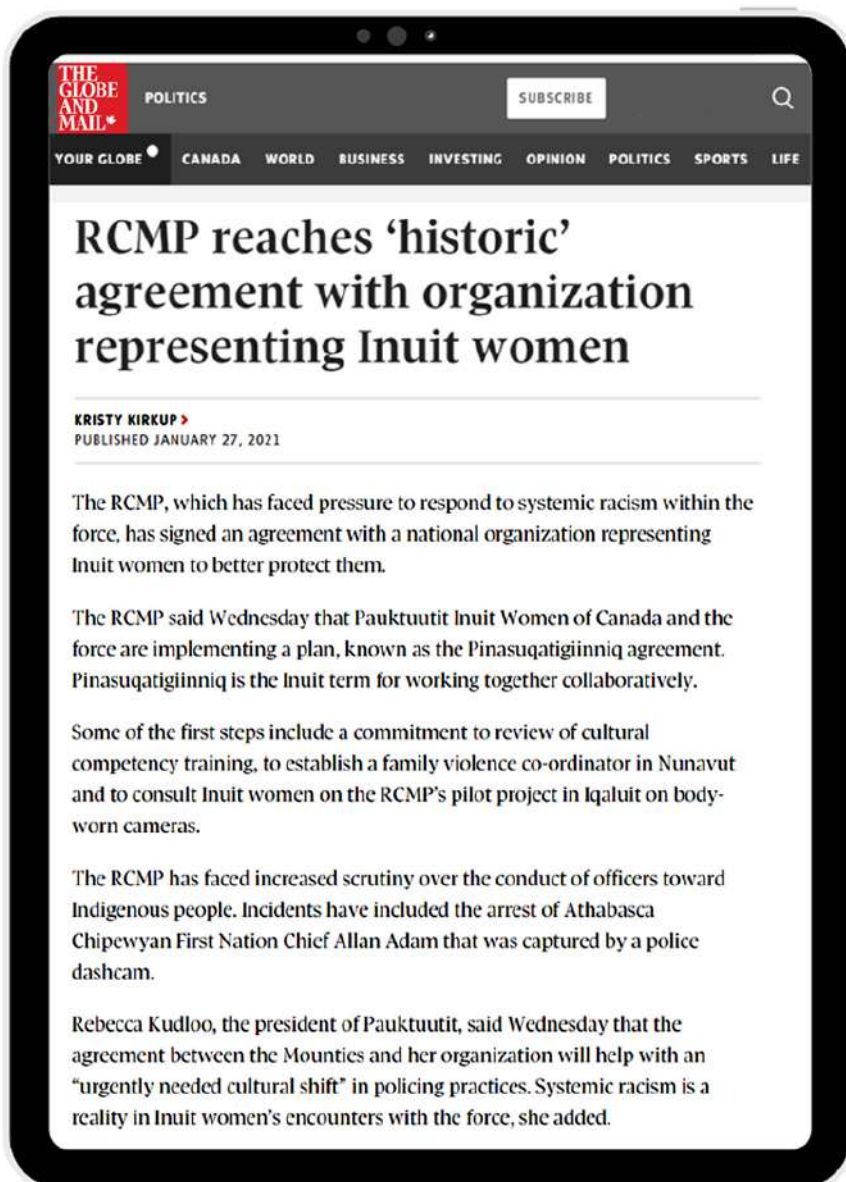 THE
GLOBE
AND
MAIL
POLITICS
SUBSCRIBE
YOUR GLOBE CANADA WORLD BUSINESS INVESTING OPINION POLITICS SPORTS LIFE
RCMP reaches ‘historic’
agreement with organization
representing Inuit women
KRISTY KIRKUP >
PUBLISHED JANUARY 27, 2021
The RCMP, which has faced pressure to respond to systemic racism within the
force, has signed an agreement with a national organization representing
Inuit women to better protect them.
The RCMP said Wednesday that Pauktuutit Inuit Women of Canada and the
force are implementing a plan, known as the Pinasuqatigiinniq agreement.
Pinasuqatigiinniq is the Inuit term for working together collaboratively.
Some of the first steps include a commitment to review of cultural
competency training, to establish a family violence co-ordinator in Nunavut
and to consult Inuit women on the RCMP’s pilot project in Iqaluit on body-
worn cameras.
The RCMP has faced increased scrutiny over the conduct of officers toward
Indigenous people. Incidents have included the arrest of Athabasca
Chipewyan First Nation Chief Allan Adam that was captured by a police
dashcam.
Rebecca Kudloo, the president of Pauktuutit, said Wednesday that the
agreement between the Mounties and her organization will help with an
“urgently needed cultural shift” in policing practices. Systemic racism is a
reality in Inuit women’s encounters with the force, she added.